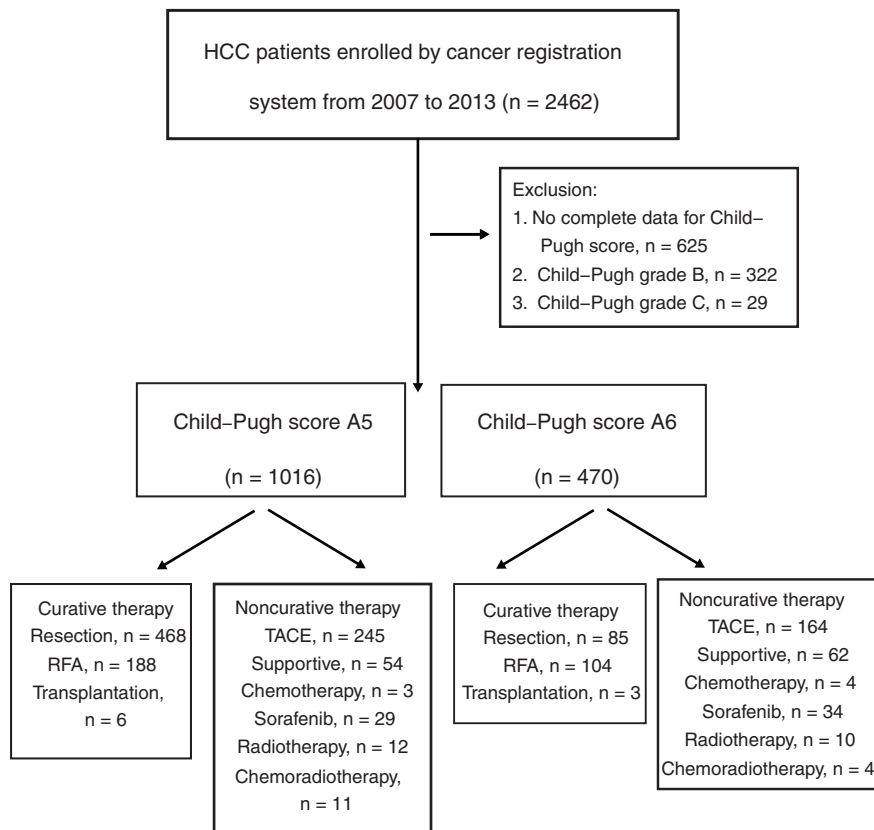 HCC patients enrolled by cancer registration
system from 2007 to 2013 (n = 2462)
Exclusion:
1. No complete data for Child–
Pugh score, n = 625
2. Child–Pugh grade B, n = 322
3. Child–Pugh grade C, n = 29
Child–Pugh score A5
(n = 1016)
Child–Pugh score A6
(n = 470)
Curative therapy
Resection, n = 468
RFA, n = 188
Transplantation,
n = 6
Noncurative therapy
TACE, n = 245
Supportive, n = 54
Chemotherapy, n = 3
Sorafenib, n = 29
Radiotherapy, n = 12
Chemoradiotherapy,
n = 11
Curative therapy
Resection, n = 85
RFA, n = 104
Transplantation, n = 3
Noncurative therapy
TACE, n = 164
Supportive, n = 62
Chemotherapy, n = 4
Sorafenib, n = 34
Radiotherapy, n = 10
Chemoradiotherapy, n = 4